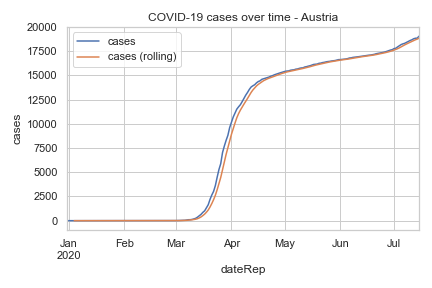 COVID-19 cases over time - Austria
cases
cases (rolling)
cases
20000
17500
15000
12500
10000
7500
5000
2500
0
Jan Feb Mar Apr May Jun Jul
2020
dateRep